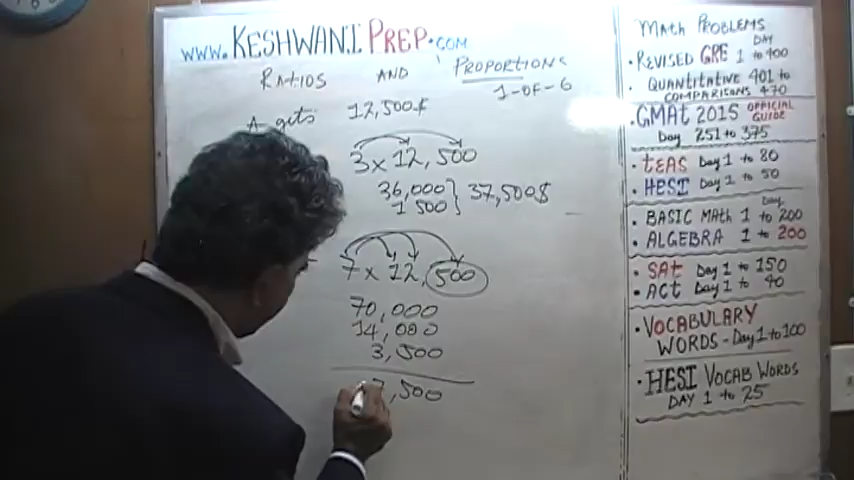 www.KESHWANI PREP.COM
RATIOS AND PROPORTIONS
1-OF-6
A gets 12,500$
3 x 12,500
36,000
1 500
37,500$
7 x 12,500
70,000
14,000
3,500
7,500
MATH PROBLEMS
DAY
• REVISED GRE 1 to 400
• QUANTITATIVE 401 to
COMPARISONS 470
• GMAT 2015 OFFICIAL GUIDE
Day 251 to 375
• TEAS Day 1 to 80
• HESI Day 1 to 50
Day
• BASIC MATH 1 to 200
• ALGEBRA 1 to 200
• SAt Day 1 to 150
• ACt Day 1 to 40
• VOCABULARY
WORDS - Day 1 to 100
• HESI VOCAB WORDS
DAY 1 to 25